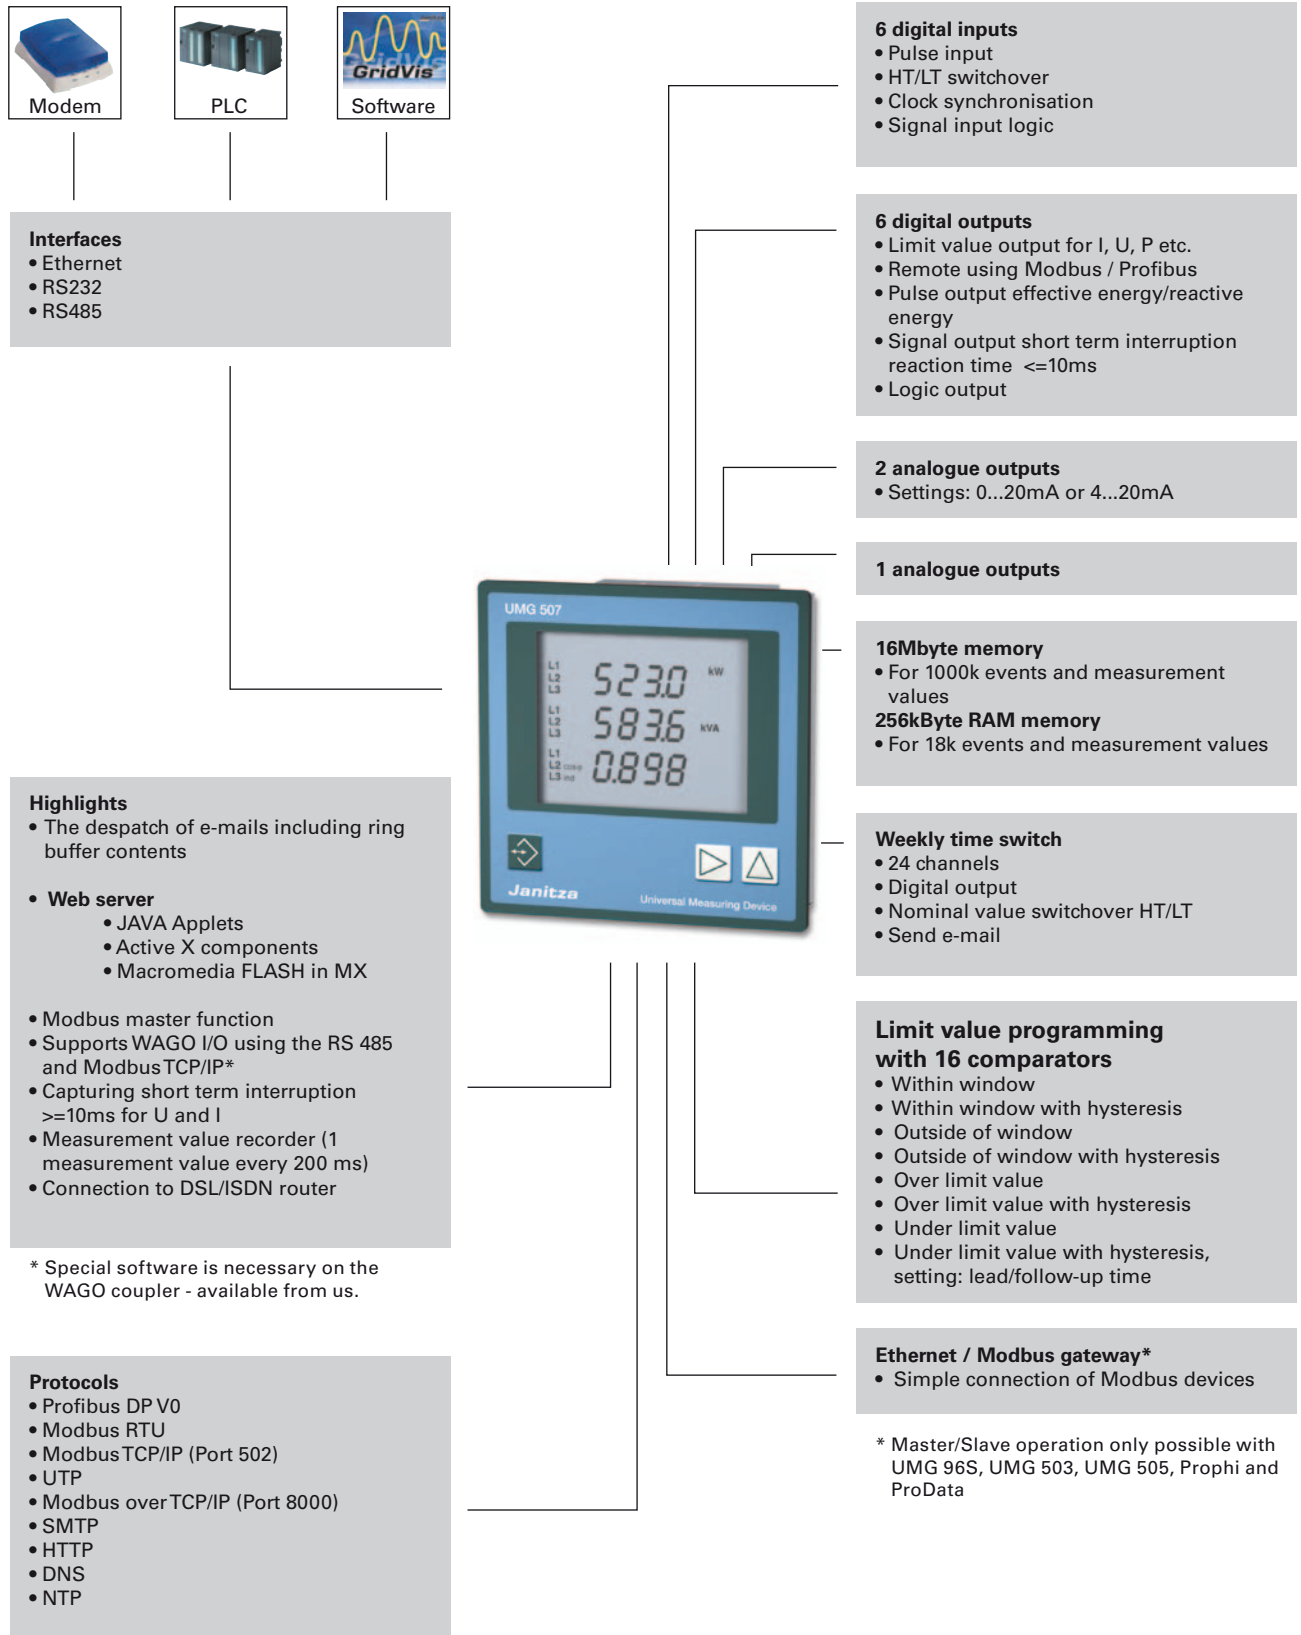 GridVis
Modem
PLC
Software
Interfaces
• Ethernet
• RS232
• RS485
6 digital inputs
• Pulse input
• HT/LT switchover
• Clock synchronisation
• Signal input logic
6 digital outputs
• Limit value output for I, U, P etc.
• Remote using Modbus / Profibus
• Pulse output effective energy/reactive
energy
• Signal output short term interruption
reaction time <=10ms
• Logic output
2 analogue outputs
• Settings: 0...20mA or 4...20mA
1 analogue outputs
16Mbyte memory
• For 1000k events and measurement
values
256kByte RAM memory
• For 18k events and measurement values
UMG 507
L1
L2
L3
523.0 kW
L1
L2
L3
583.6 kVA
L1
L2 cosφ
L3 ind
0.898
Janitza
Universal Measuring Device
Highlights
• The despatch of e-mails including ring
buffer contents
• Web server
• JAVA Applets
• Active X components
• Macromedia FLASH in MX
• Modbus master function
• Supports WAGO I/O using the RS 485
and Modbus TCP/IP*
• Capturing short term interruption
>=10ms for U and I
• Measurement value recorder (1
measurement value every 200 ms)
• Connection to DSL/ISDN router
* Special software is necessary on the
WAGO coupler - available from us.
Weekly time switch
• 24 channels
• Digital output
• Nominal value switchover HT/LT
• Send e-mail
Limit value programming
with 16 comparators
• Within window
• Within window with hysteresis
• Outside of window
• Outside of window with hysteresis
• Over limit value
• Over limit value with hysteresis
• Under limit value
• Under limit value with hysteresis,
setting: lead/follow-up time
Protocols
• Profibus DP V0
• Modbus RTU
• Modbus TCP/IP (Port 502)
• UTP
• Modbus over TCP/IP (Port 8000)
• SMTP
• HTTP
• DNS
• NTP
Ethernet / Modbus gateway*
• Simple connection of Modbus devices
* Master/Slave operation only possible with
UMG 96S, UMG 503, UMG 505, Prophi and
ProData